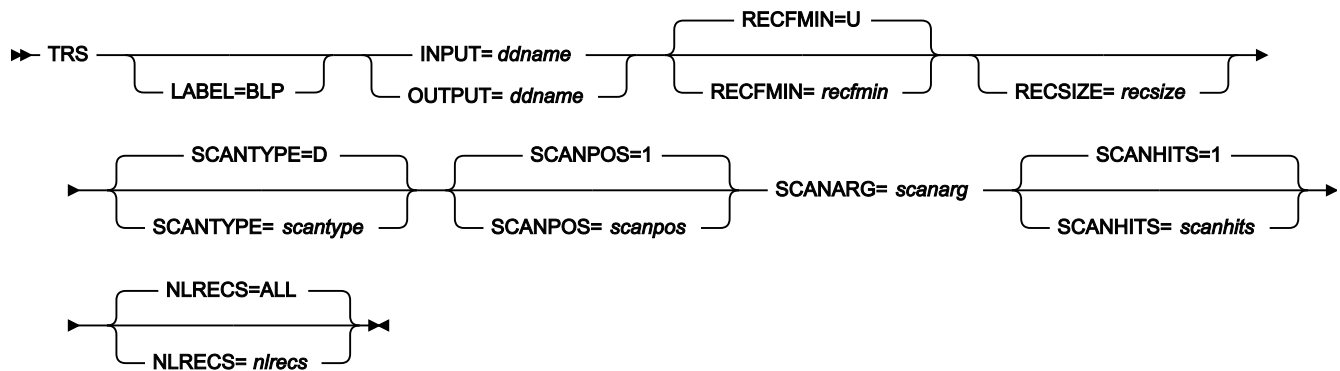 RECFMIN=U
TRS INPUT= ddname
LABEL=BLP OUTPUT= ddname RECFMIN= recfmin RECSIZE= recsize
SCANTYPE=D SCANPOS=1 SCANHITS=1
SCANARG= scanarg
SCANTYPE= scantype SCANPOS= scanpos SCANHITS= scanhits
NLRECS=ALL
NLRECS= nlrecs